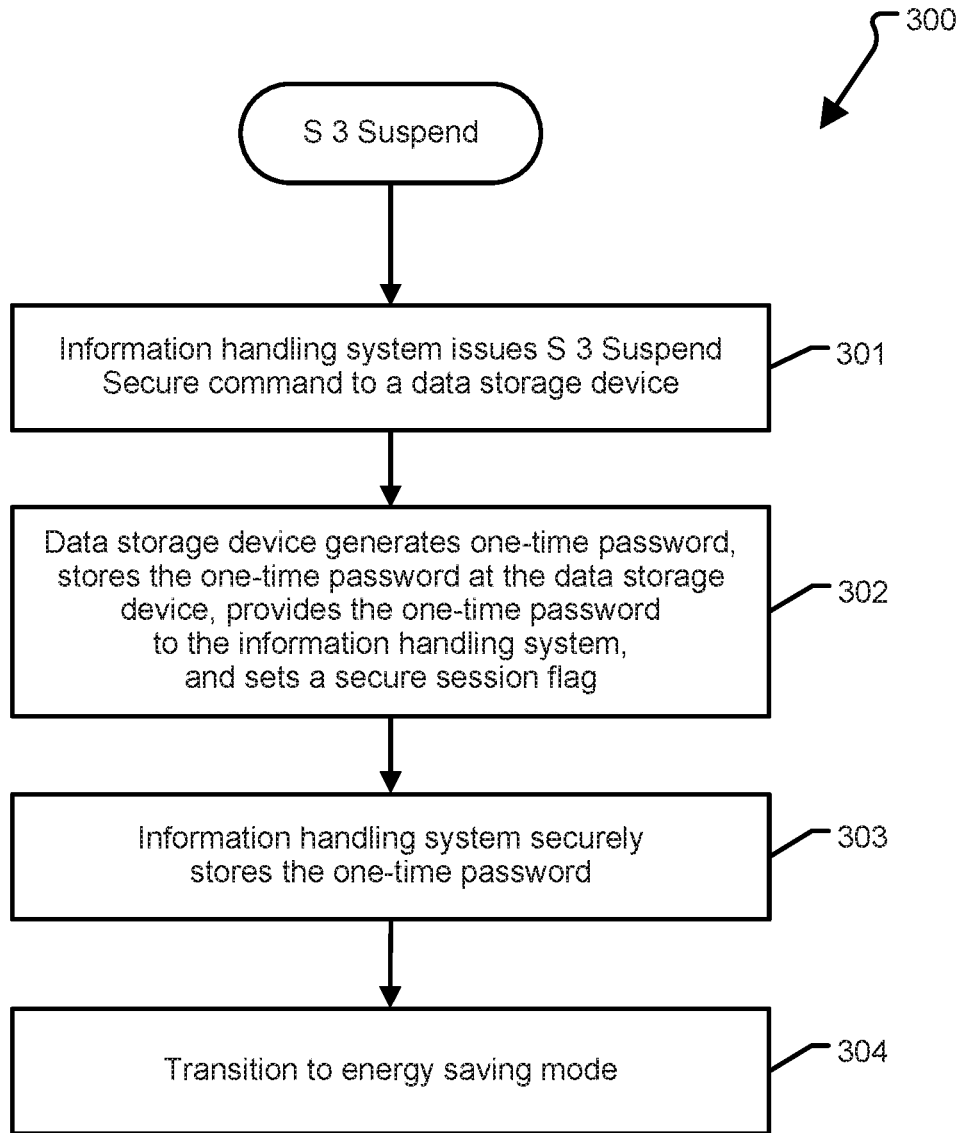 300
S 3 Suspend
Information handling system issues S 3 Suspend
Secure command to a data storage device
301
Data storage device generates one-time password,
stores the one-time password at the data storage
device, provides the one-time password
to the information handling system,
and sets a secure session flag
302
Information handling system securely
stores the one-time password
303
Transition to energy saving mode
304